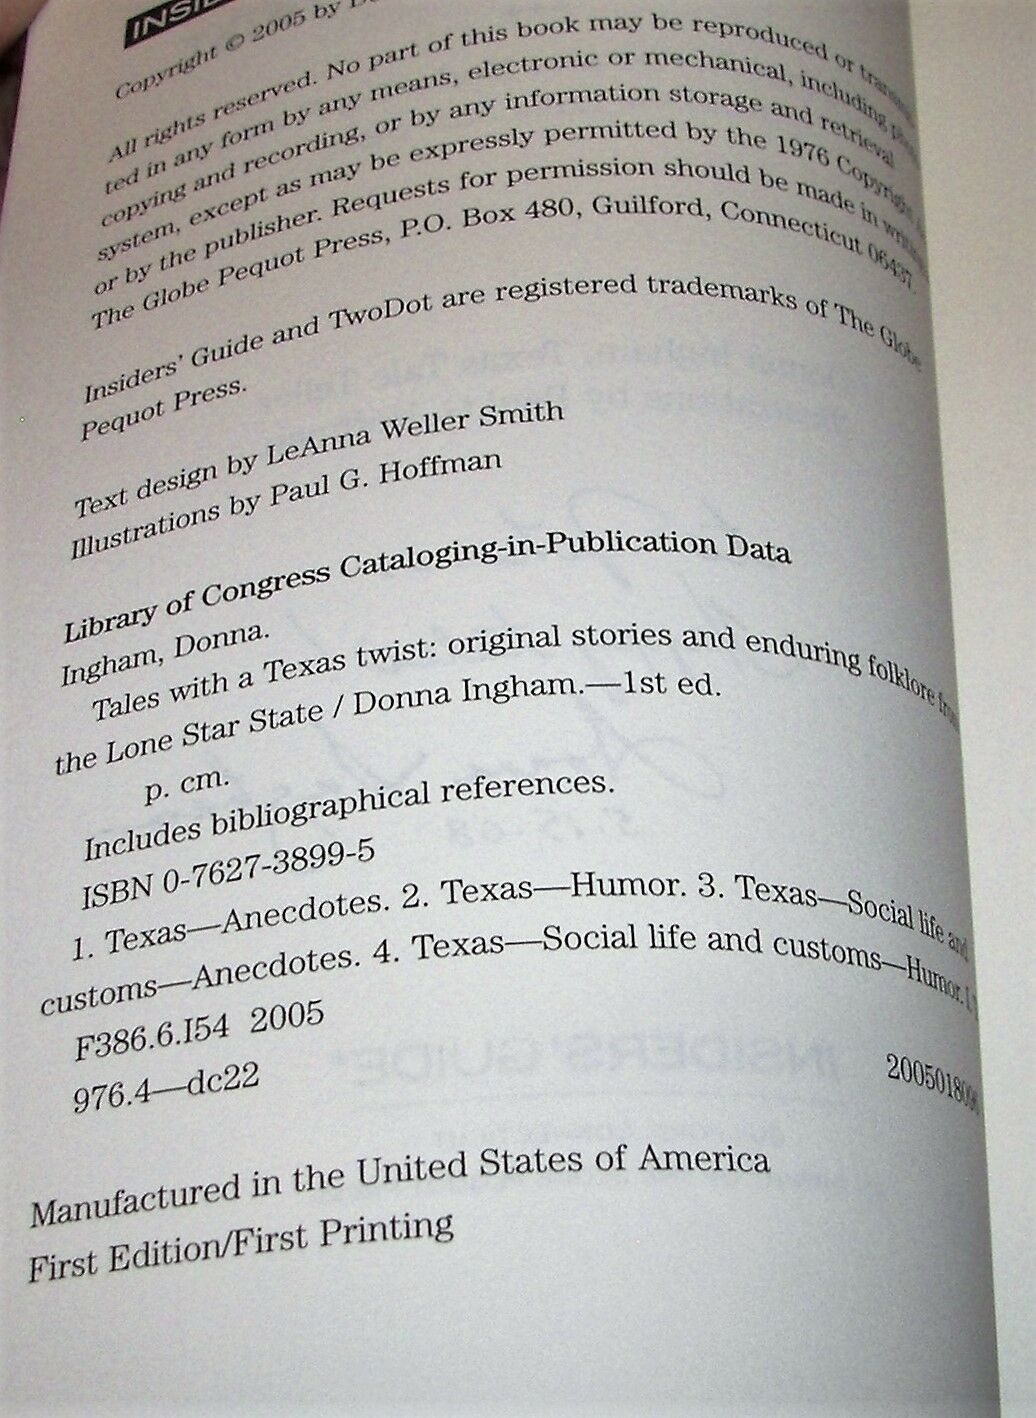 INSI
Copyright © 2005 by
All rights reserved. No part of this book may be reproduced or
ted in any form by any means, electronic or mechanical, including
copying and recording, or by any information storage and retrieval
system, except as may be expressly permitted by the 1976 Copyright
or by the publisher. Requests for permission should be made in
The Globe Pequot Press, P.O. Box 480, Guilford, Connecticut 06437.
Insiders' Guide and TwoDot are registered trademarks of The Globe
Pequot Press.
Text design by LeAnna Weller Smith
Illustrations by Paul G. Hoffman
Library of Congress Cataloging-in-Publication Data
Ingham, Donna.
Tales with a Texas twist: original stories and enduring folklore from
the Lone Star State / Donna Ingham.—1st ed.
p. cm.
Includes bibliographical references.
ISBN 0-7627-3899-5
1. Texas—Anecdotes. 2. Texas—Humor. 3. Texas—Social life and
customs—Anecdotes. 4. Texas—Social life and customs—Humor.
F386.6.I54 2005
976.4—dc22
Manufactured in the United States of America
First Edition/First Printing